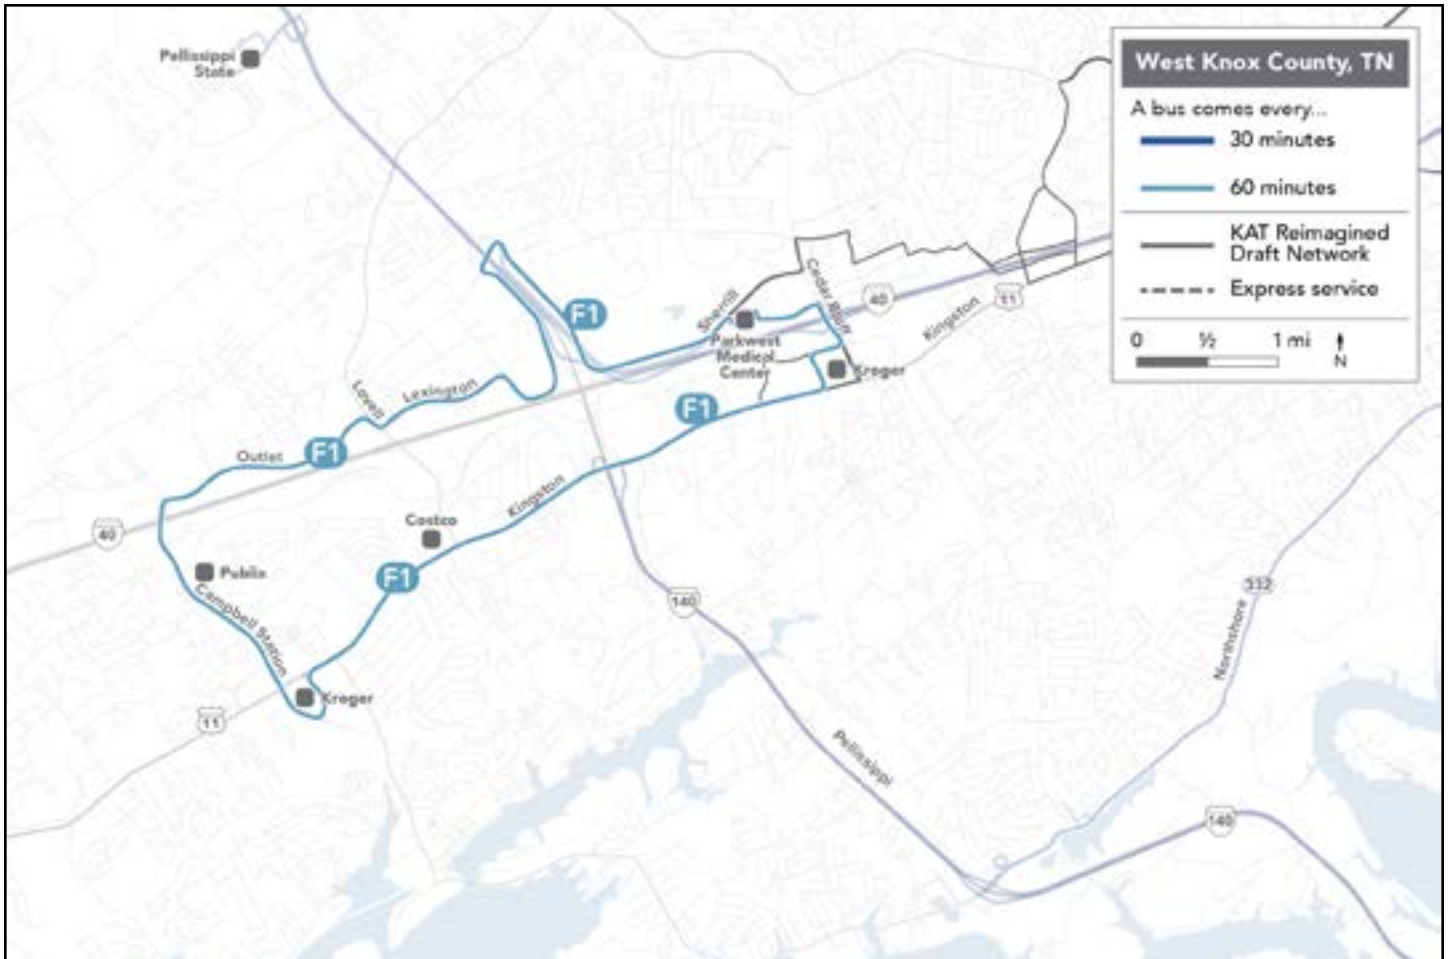 Pellissippi
State
West Knox County, TN
A bus comes every...
30 minutes
60 minutes
KAT Reimagined
Draft Network
Express service
0 ½ 1 mi
N
Cedar Bluff
Sherrill
40
Kingston
11
F1
Parkwest
Medical
Center
Kroger
Lovell
Lexington
F1
Outlet
F1
Kingston
40
Costco
Publix
F1
Campbell Station
140
332
Northshore
Kroger
11
Pellissippi
140